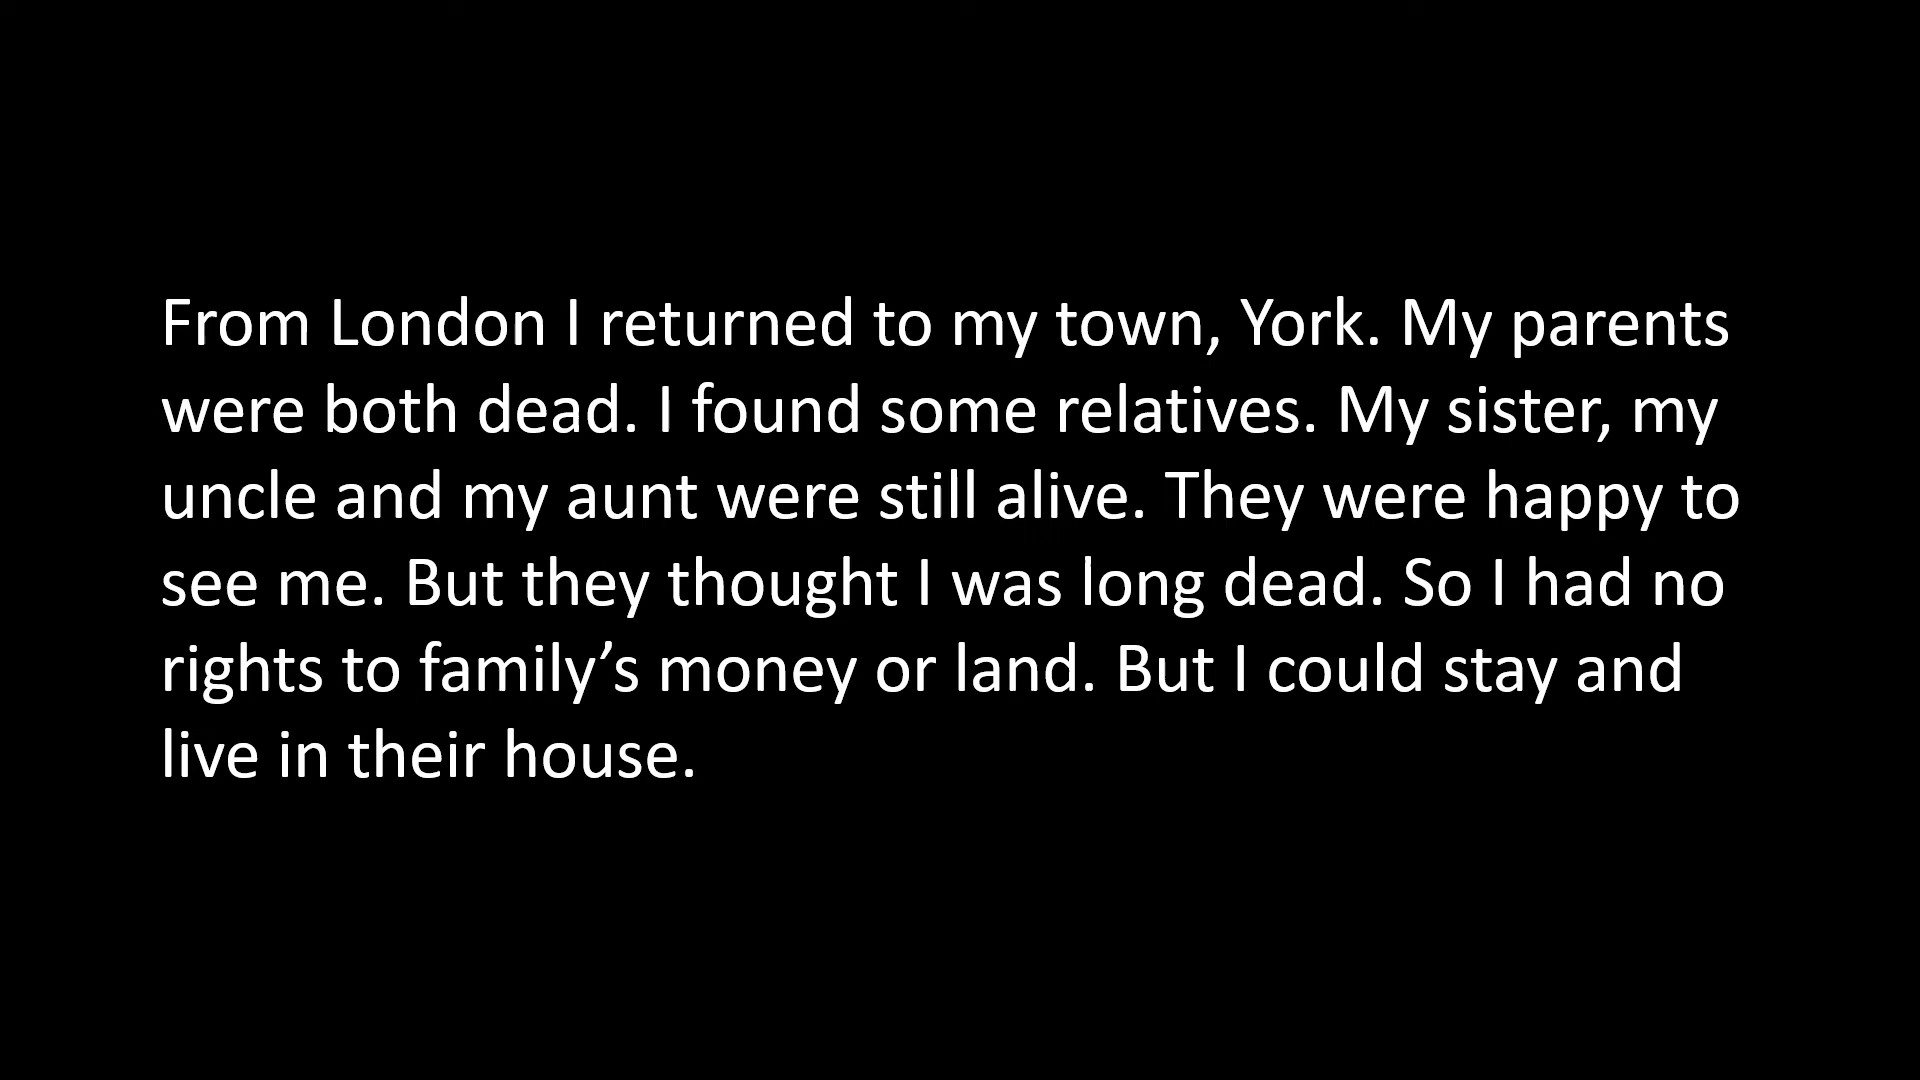 From London I returned to my town, York. My parents
were both dead. I found some relatives. My sister, my
uncle and my aunt were still alive. They were happy to
see me. But they thought I was long dead. So I had no
rights to family’s money or land. But I could stay and
live in their house.